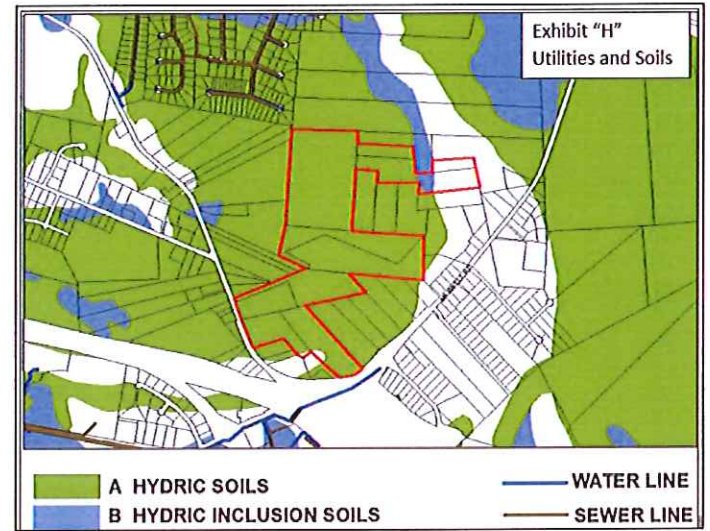 Exhibit "H"
Utilities and Soils
A HYDRIC SOILS
WATER LINE
B HYDRIC INCLUSION SOILS
SEWER LINE